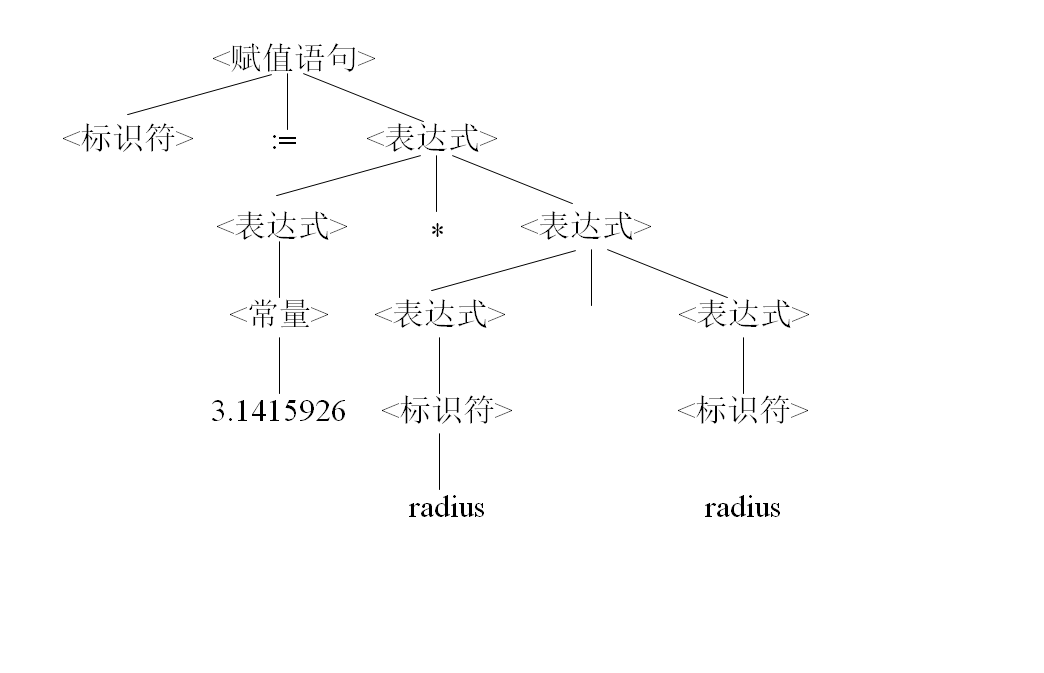 <赋值语句>
<标识符> := <表达式>
<表达式> * <表达式>
<常量> <表达式> <表达式>
3.1415926 <标识符> <标识符>
radius radius